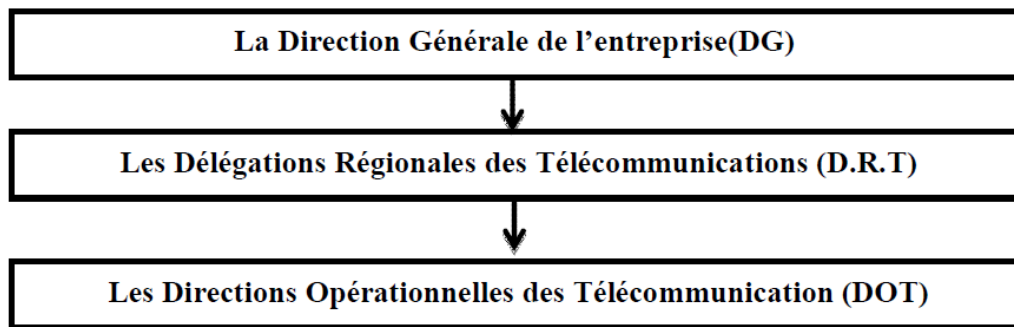 La Direction Générale de l’entreprise(DG)
Les Délégations Régionales des Télécommunications (D.R.T)
Les Directions Opérationnelles des Télécommunication (DOT)